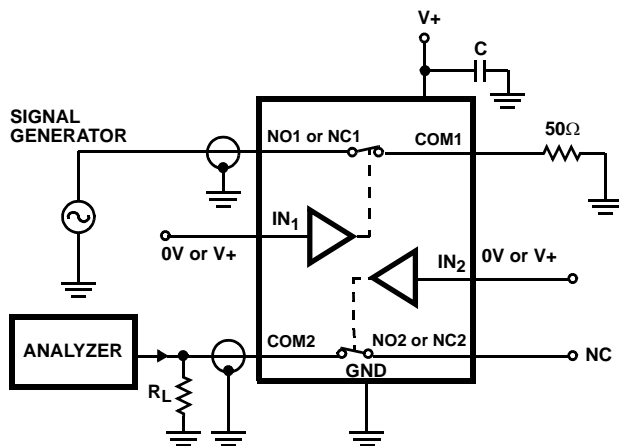 V+
C
SIGNAL
GENERATOR
NO1 or NC1
COM1
50Ω
IN1
0V or V+
IN2
0V or V+
ANALYZER
COM2
NO2 or NC2
NC
GND
RL